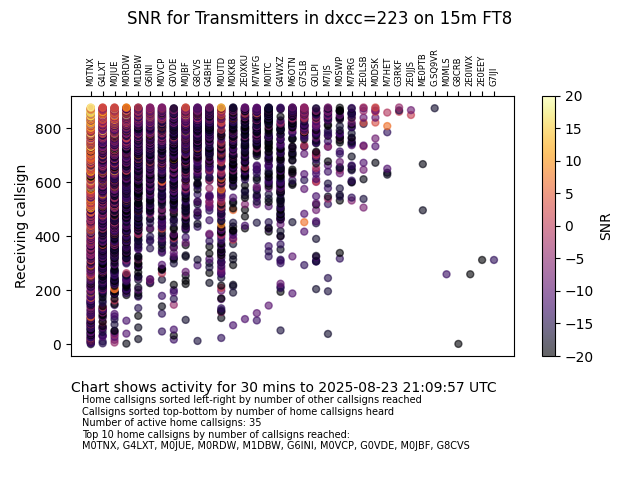 SNR for Transmitters in dxcc=223 on 15m FT8
M0TNX G4LXT M0JUE M0RDW M1DBW G6INI M0VCP G0VDE M0JBF G8CVS G4BHE M0UTD M0KKB 2E0XKU M7WFG M0TC G4WXZ M6OTN G7SLB G0LPI M7IJS M0SWP M7PRG 2E0LSB M0DSK M7HET G3RKF 2E0JJS ME0PTB G.SQ9VR M0MLS G8CRB 2E0IWX 2E0EEY G7IJI
Receiving callsign
800
600
400
200
0
20
15
10
5
0
−5
−10
−15
−20
SNR
Chart shows activity for 30 mins to 2025-08-23 21:09:57 UTC
Home callsigns sorted left-right by number of other callsigns reached
Callsigns sorted top-bottom by number of home callsigns heard
Number of active home callsigns: 35
Top 10 home callsigns by number of callsigns reached:
M0TNX, G4LXT, M0JUE, M0RDW, M1DBW, G6INI, M0VCP, G0VDE, M0JBF, G8CVS